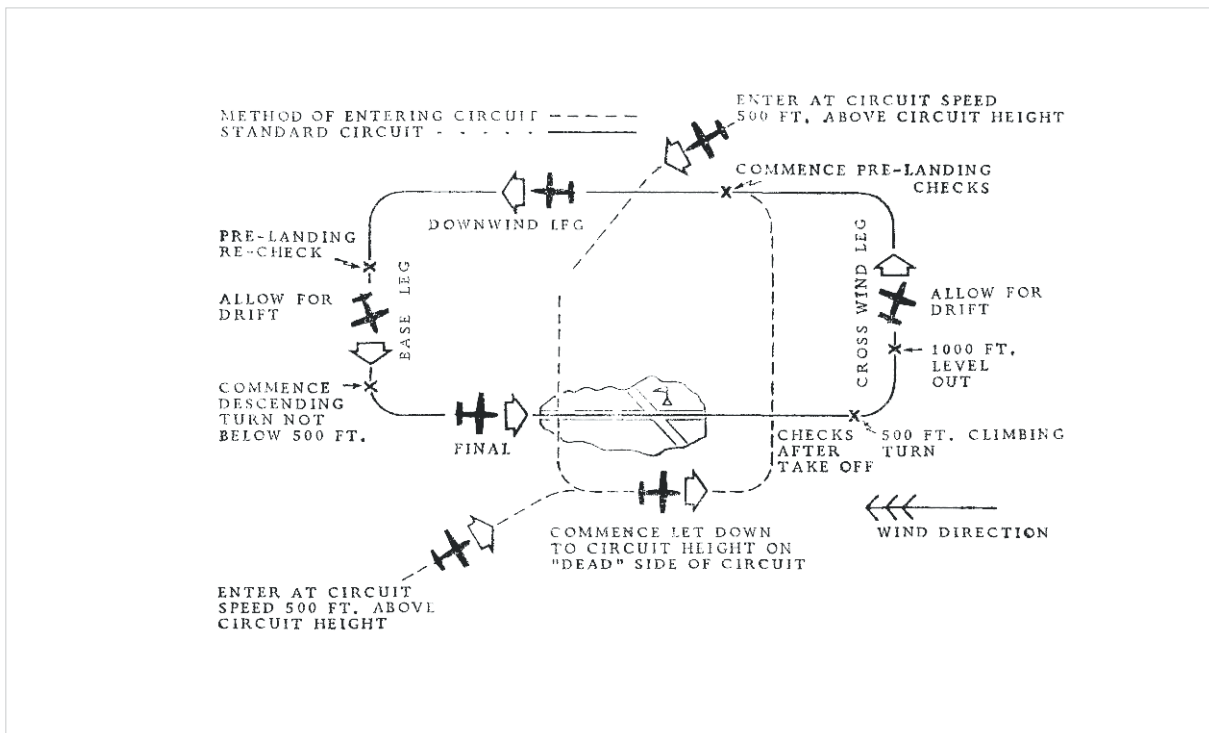 METHOD OF ENTERING CIRCUIT
STANDARD CIRCUIT
ENTER AT CIRCUIT SPEED
500 FT. ABOVE CIRCUIT HEIGHT
COMMENCE PRE-LANDING
CHECKS
DOWNWIND LEG
PRE-LANDING
RE-CHECK
ALLOW FOR
DRIFT
BASE LEG
CROSS WIND LEG
ALLOW FOR
DRIFT
1000 FT.
LEVEL
OUT
COMMENCE
DESCENDING
TURN NOT
BELOW 500 FT.
FINAL
CHECKS
AFTER
TAKE OFF
500 FT. CLIMBING
TURN
WIND DIRECTION
COMMENCE LET DOWN
TO CIRCUIT HEIGHT ON
"DEAD" SIDE OF CIRCUIT
ENTER AT CIRCUIT
SPEED 500 FT. ABOVE
CIRCUIT HEIGHT